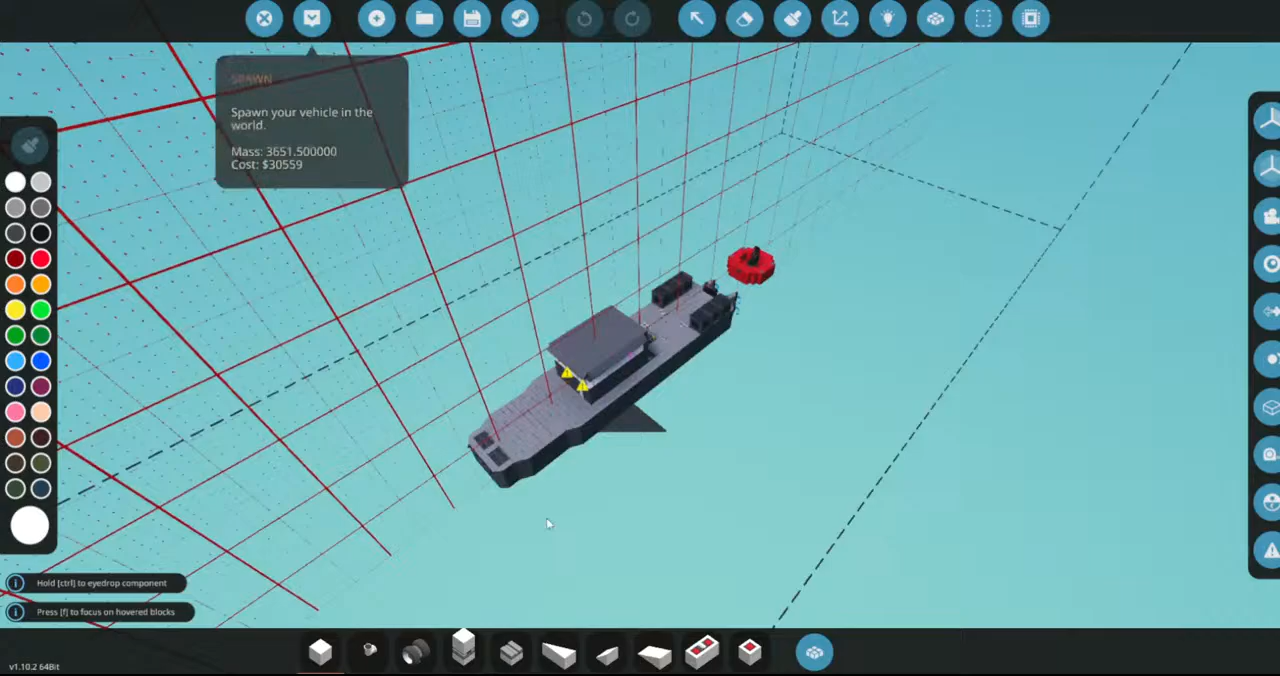 SPAWN
Spawn your vehicle in the
world.
Mass: 3651.500000
Cost: $30559
Hold [ctrl] to eyedrop component
Press [f] to focus on hovered blocks
v1.10.2 64Bit